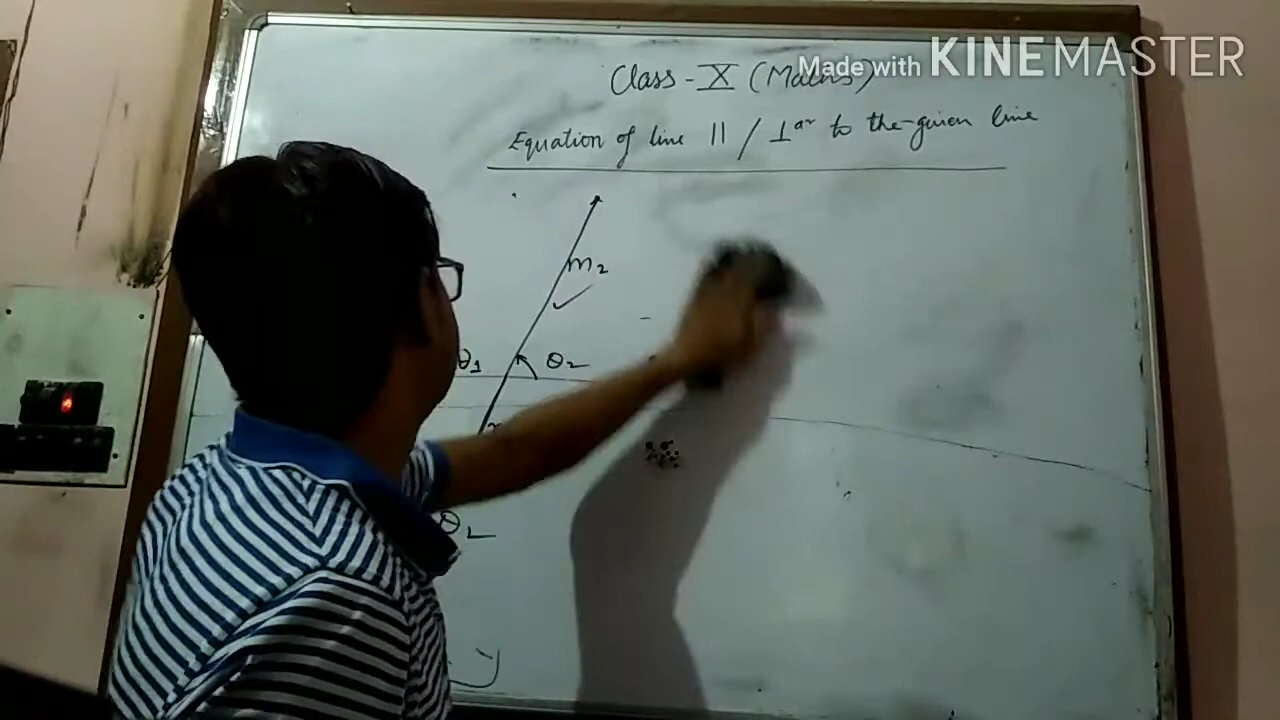 Made with KINEMASTER
Class - X (Maths)
Equation of line || / ⊥ar to the given line
m2
θ1 θ2
θ2